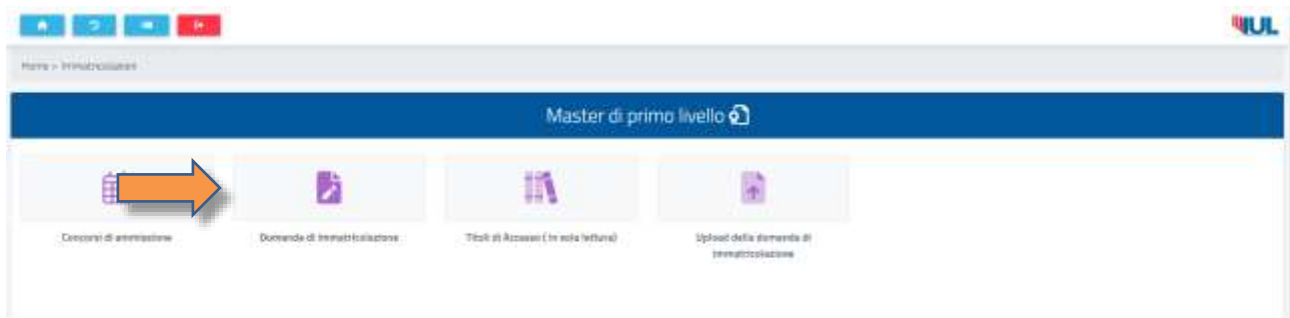 IUL
Home > Immatricolazioni
Master di primo livello
Concorsi di ammissione
Domanda di immatricolazione
Titoli di Accesso ( in sola lettura)
Upload della domanda di
immatricolazione